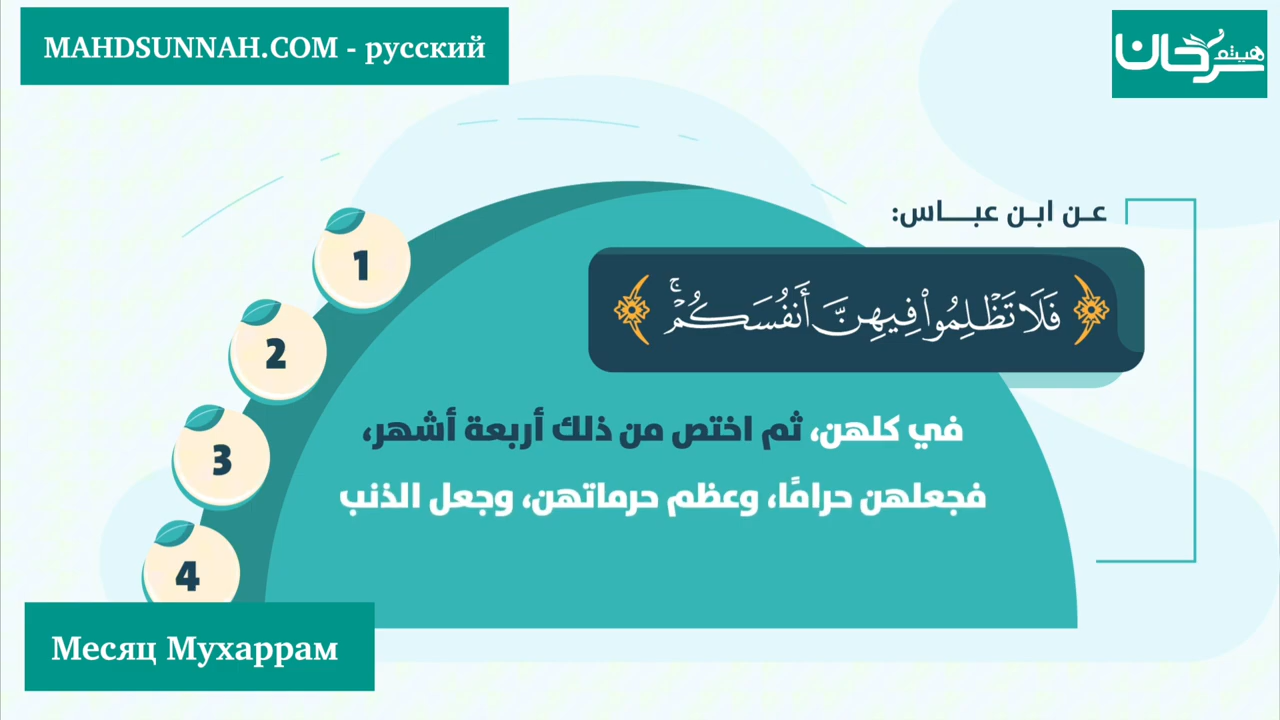 MAHDSUNNAH.COM - русский
هيثم
سرحان
عن ابن عباس:
﴿فَلَا تَظْلِمُوا۟ فِيهِنَّ أَنفُسَكُمْ ۚ﴾
في كلهن، ثم اختص من ذلك أربعة أشهر،
فجعلهن حرامًا، وعظم حرماتهن، وجعل الذنب
1
2
3
4
Месяц Мухаррам